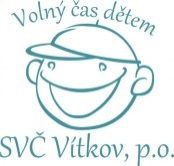 Volný čas dětem
SVČ Vítkov, p.o.